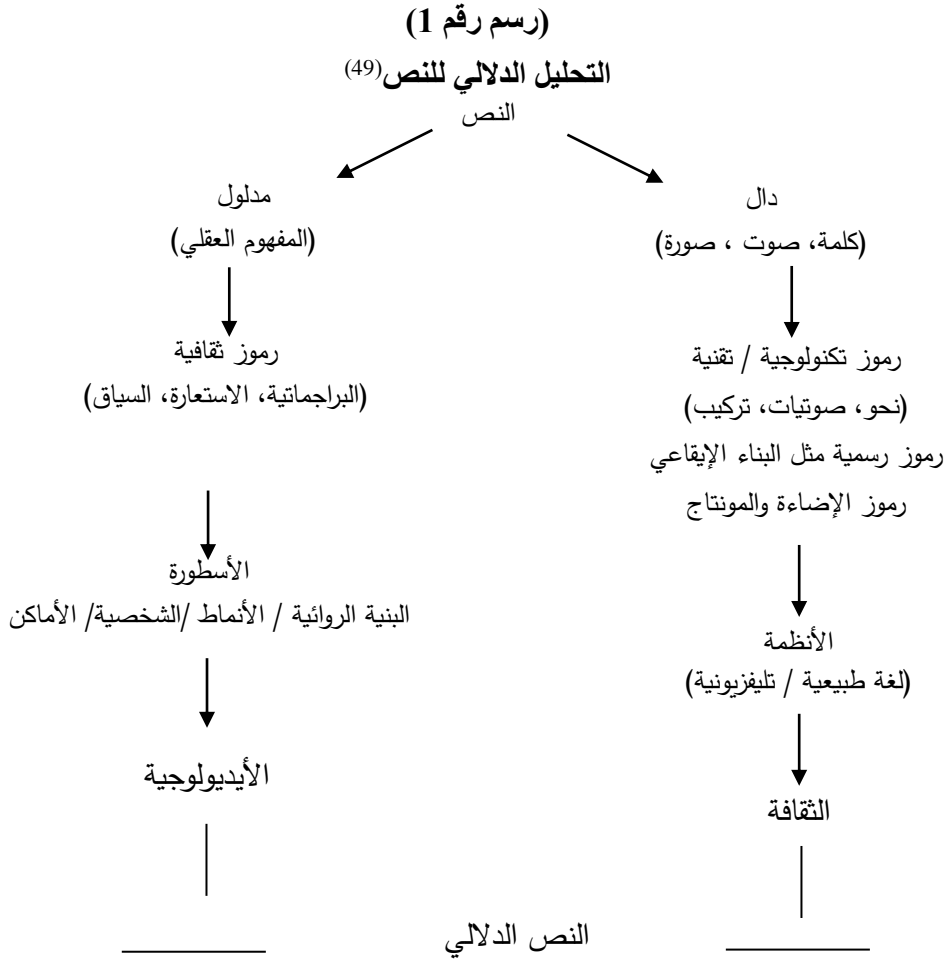 (رسم رقم 1)
التحليل الدلالي للنص(49)
النص
دال
(كلمة، صوت ، صورة)
رموز تكنولوجية / تقنية
(نحو، صوتيات، تركيب)
رموز رسمية مثل البناء الإيقاعي
رموز الإضاءة والمونتاج
الأنظمة
(لغة طبيعية / تليفزيونية)
الثقافة
مدلول
(المفهوم العقلي)
رموز ثقافية
(البراجماتية، الاستعارة، السياق)
الأسطورة
البنية الروائية / الأنماط /الشخصية/ الأماكن
الأيديولوجية
النص الدلالي